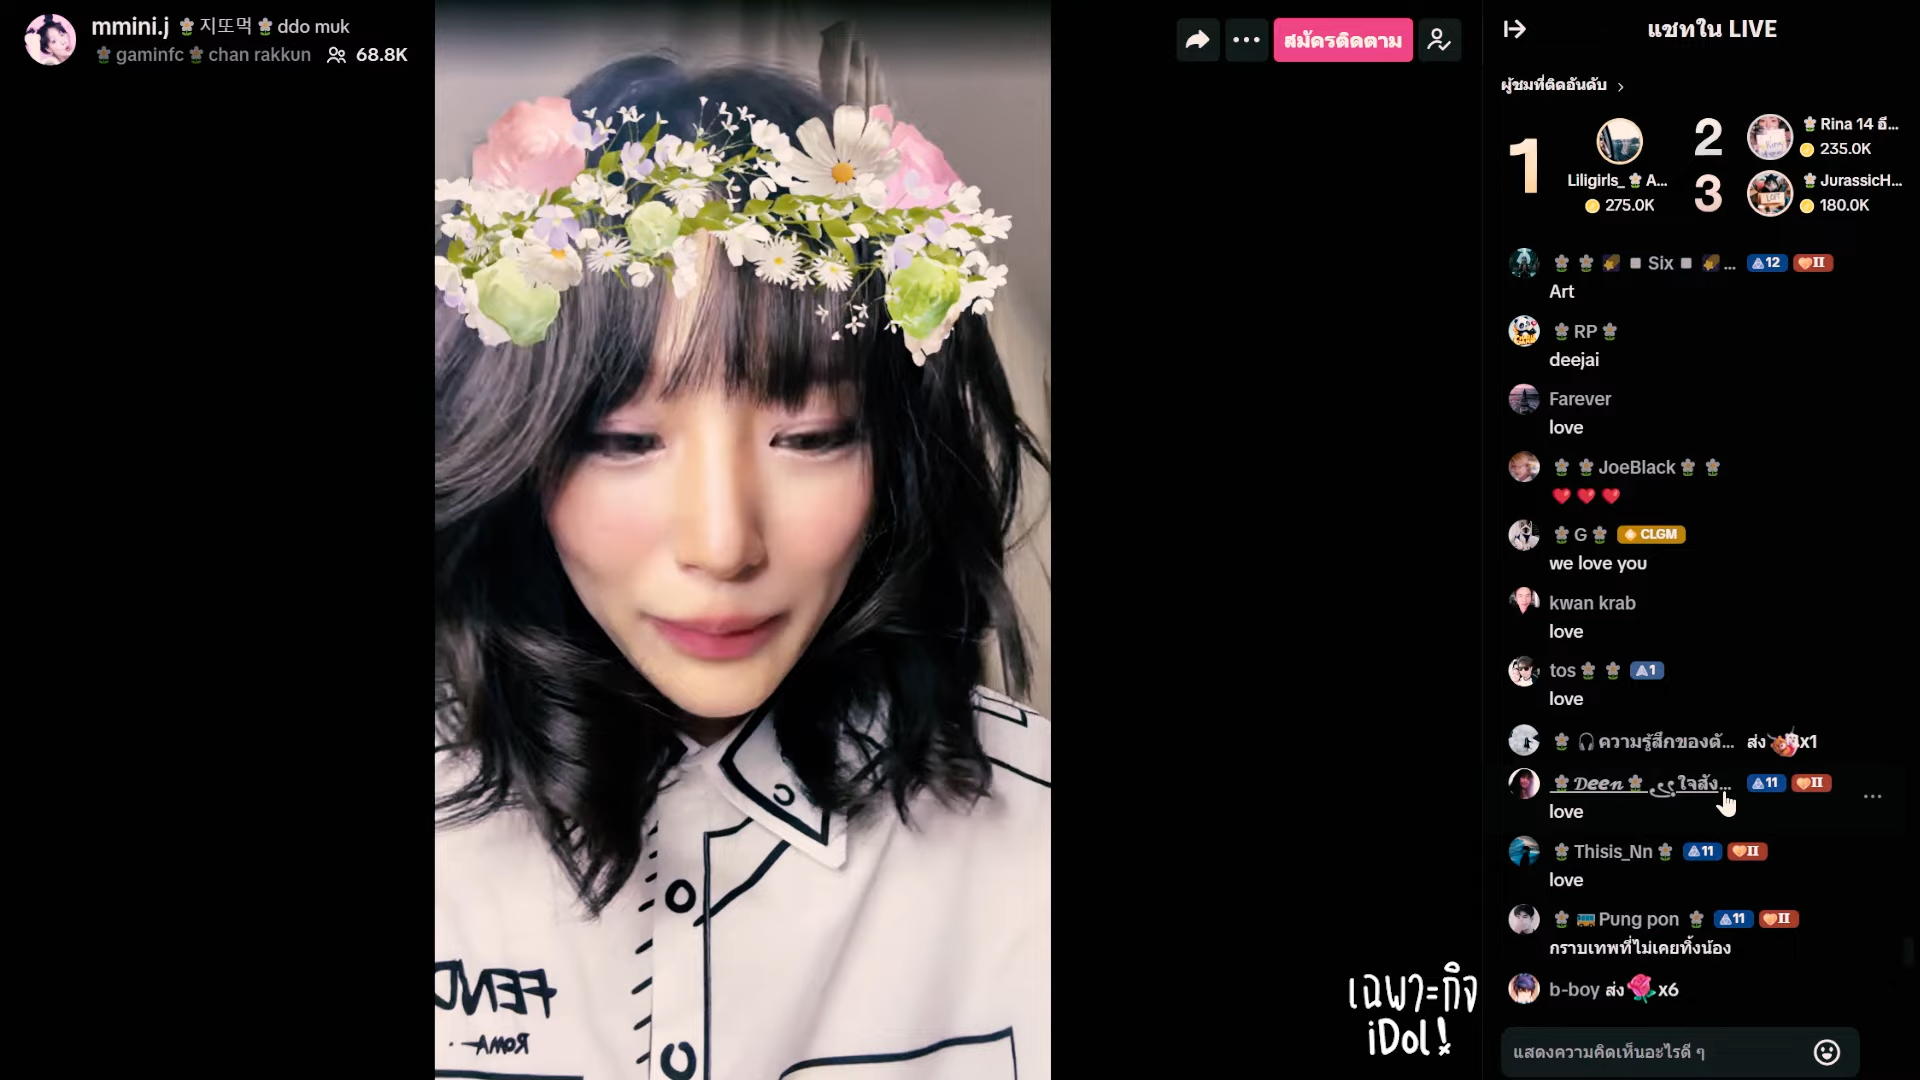 mmini.j 지또먹 ddo muk
gaminfc chan rakkun 68.8K
สมัครติดตาม
แชทใน LIVE
ผู้ชมที่ติดอันดับ
1
Liligirls_ A...
275.0K
2
Rina 14 อี...
235.0K
3
JurassicH...
180.0K
Six ... 12 II
Art
RP
deejai
Farever
love
JoeBlack
G CLGM
we love you
kwan krab
love
tos 1
love
ความรู้สึกของตั... ส่ง x1
Deen ใจสั่ง... 11 II
love
Thisis_Nn 11 II
love
Pung pon 11 II
กราบเทพที่ไม่เคยทิ้งน้อง
b-boy ส่ง x6
แสดงความคิดเห็นอะไรดี ๆ
FEND
ROMA
เฉพาะกิจ
iDol!